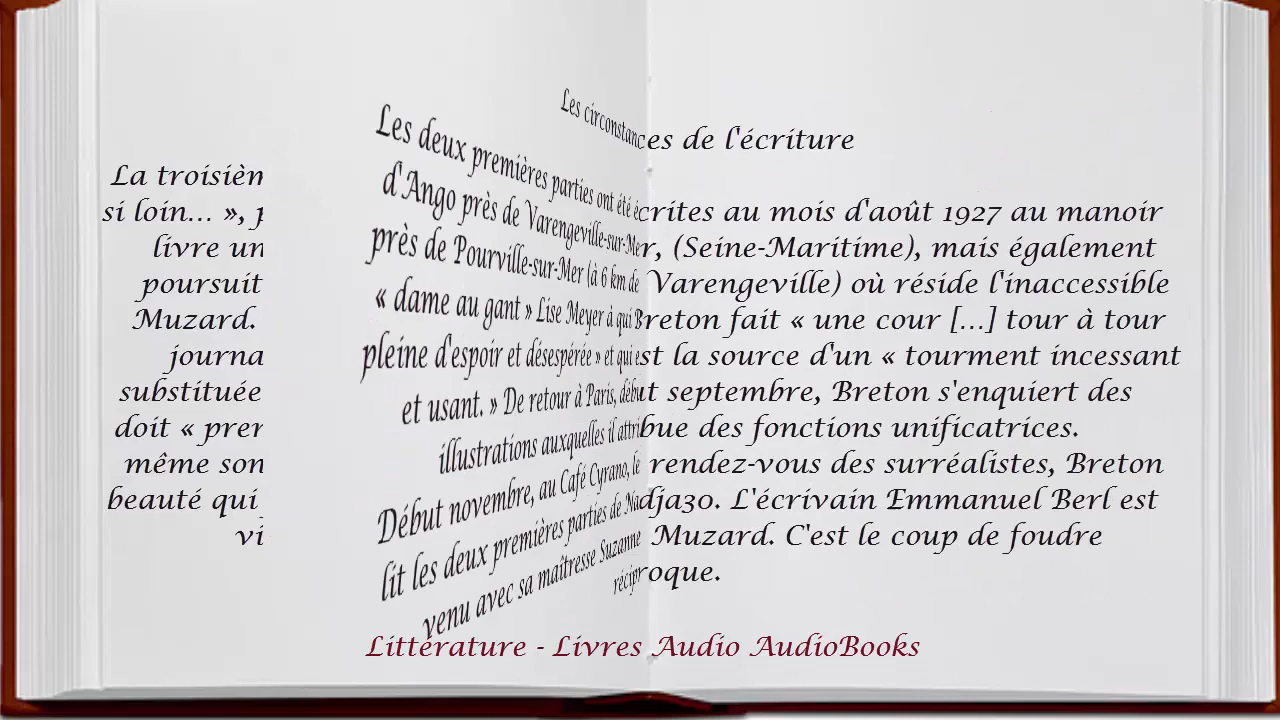 La troisièm
si loin… », p
livre un
poursuit
Muzard.
journa
substituée
doit « pren
même son
beauté qui
vi
Les circonstances de l'écriture
Les deux premières parties ont été écrites au mois d'août 1927 au manoir
d'Ango près de Varengeville-sur-Mer, (Seine-Maritime), mais également
près de Pourville-sur-Mer (à 6 km de Varengeville) où réside l'inaccessible
« dame au gant » Lise Meyer à qui Breton fait « une cour […] tour à tour
pleine d'espoir et désespérée » et qui est la source d'un « tourment incessant
et usant. » De retour à Paris, début septembre, Breton s'enquiert des
illustrations auxquelles il attribue des fonctions unificatrices.
Début novembre, au Café Cyrano, le rendez-vous des surréalistes, Breton
lit les deux premières parties de Nadja30. L'écrivain Emmanuel Berl est
venu avec sa maîtresse Suzanne Muzard. C'est le coup de foudre
réciproque.
Littérature - Livres Audio AudioBooks